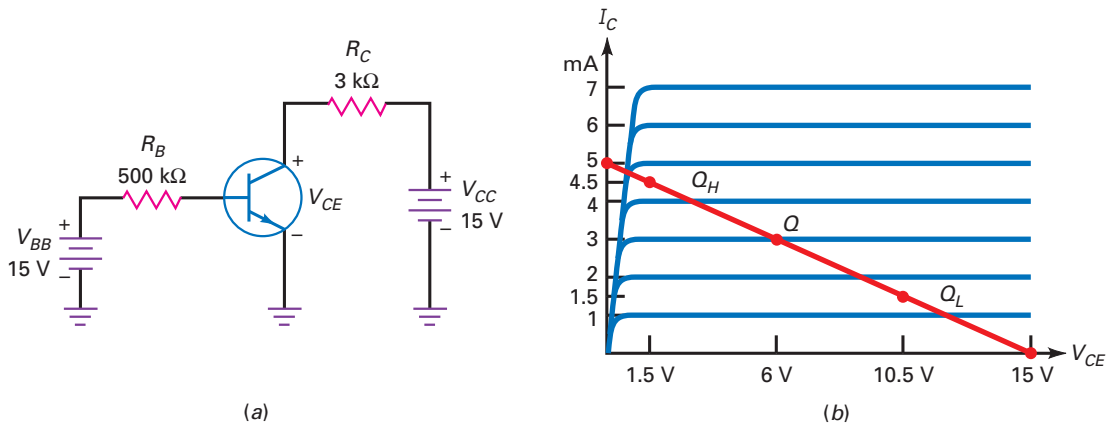 R_C
3 kΩ
R_B
500 kΩ
+
V_CE
−
+
V_BB
15 V
−
+
V_CC
15 V
−
(a)
I_C
mA
7
6
5
4.5
4
3
2
1.5
1
Q_H
Q
Q_L
1.5 V
6 V
10.5 V
15 V
V_CE
(b)